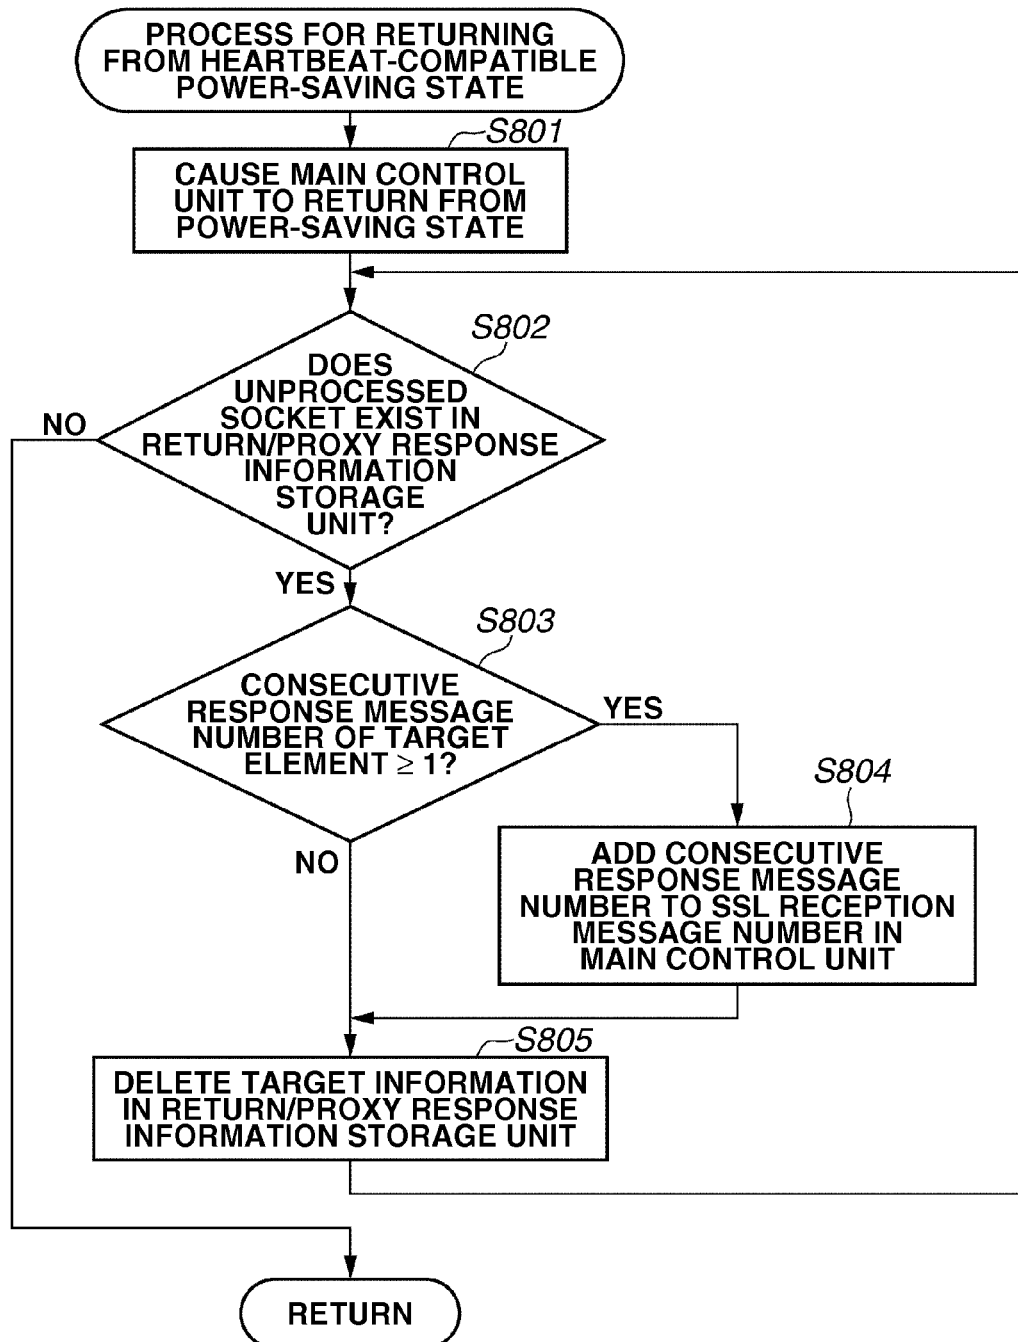 PROCESS FOR RETURNING
FROM HEARTBEAT-COMPATIBLE
POWER-SAVING STATE
S801
CAUSE MAIN CONTROL
UNIT TO RETURN FROM
POWER-SAVING STATE
S802
DOES
UNPROCESSED
SOCKET EXIST IN
RETURN/PROXY RESPONSE
INFORMATION
STORAGE
UNIT?
NO
YES
S803
CONSECUTIVE
RESPONSE MESSAGE
NUMBER OF TARGET
ELEMENT ≥ 1?
YES
NO
S804
ADD CONSECUTIVE
RESPONSE MESSAGE
NUMBER TO SSL RECEPTION
MESSAGE NUMBER IN
MAIN CONTROL UNIT
S805
DELETE TARGET INFORMATION
IN RETURN/PROXY RESPONSE
INFORMATION STORAGE UNIT
RETURN